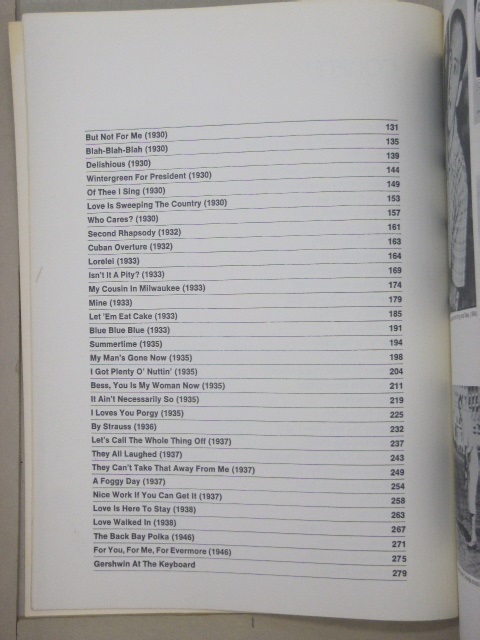 But Not For Me (1930) 131
Blah-Blah-Blah (1930) 135
Delishious (1930) 139
Wintergreen For President (1930) 144
Of Thee I Sing (1930) 149
Love Is Sweeping The Country (1930) 153
Who Cares? (1930) 157
Second Rhapsody (1932) 161
Cuban Overture (1932) 163
Lorelei (1933) 164
Isn't It A Pity? (1933) 169
My Cousin In Milwaukee (1933) 174
Mine (1933) 179
Let 'Em Eat Cake (1933) 185
Blue Blue Blue (1933) 191
Summertime (1935) 194
My Man's Gone Now (1935) 198
I Got Plenty O' Nuttin' (1935) 204
Bess, You Is My Woman Now (1935) 211
It Ain't Necessarily So (1935) 219
I Loves You Porgy (1935) 225
By Strauss (1936) 232
Let's Call The Whole Thing Off (1937) 237
They All Laughed (1937) 243
They Can't Take That Away From Me (1937) 249
A Foggy Day (1937) 254
Nice Work If You Can Get It (1937) 258
Love Is Here To Stay (1938) 263
Love Walked In (1938) 267
The Back Bay Polka (1946) 271
For You, For Me, For Evermore (1946) 275
Gershwin At The Keyboard 279